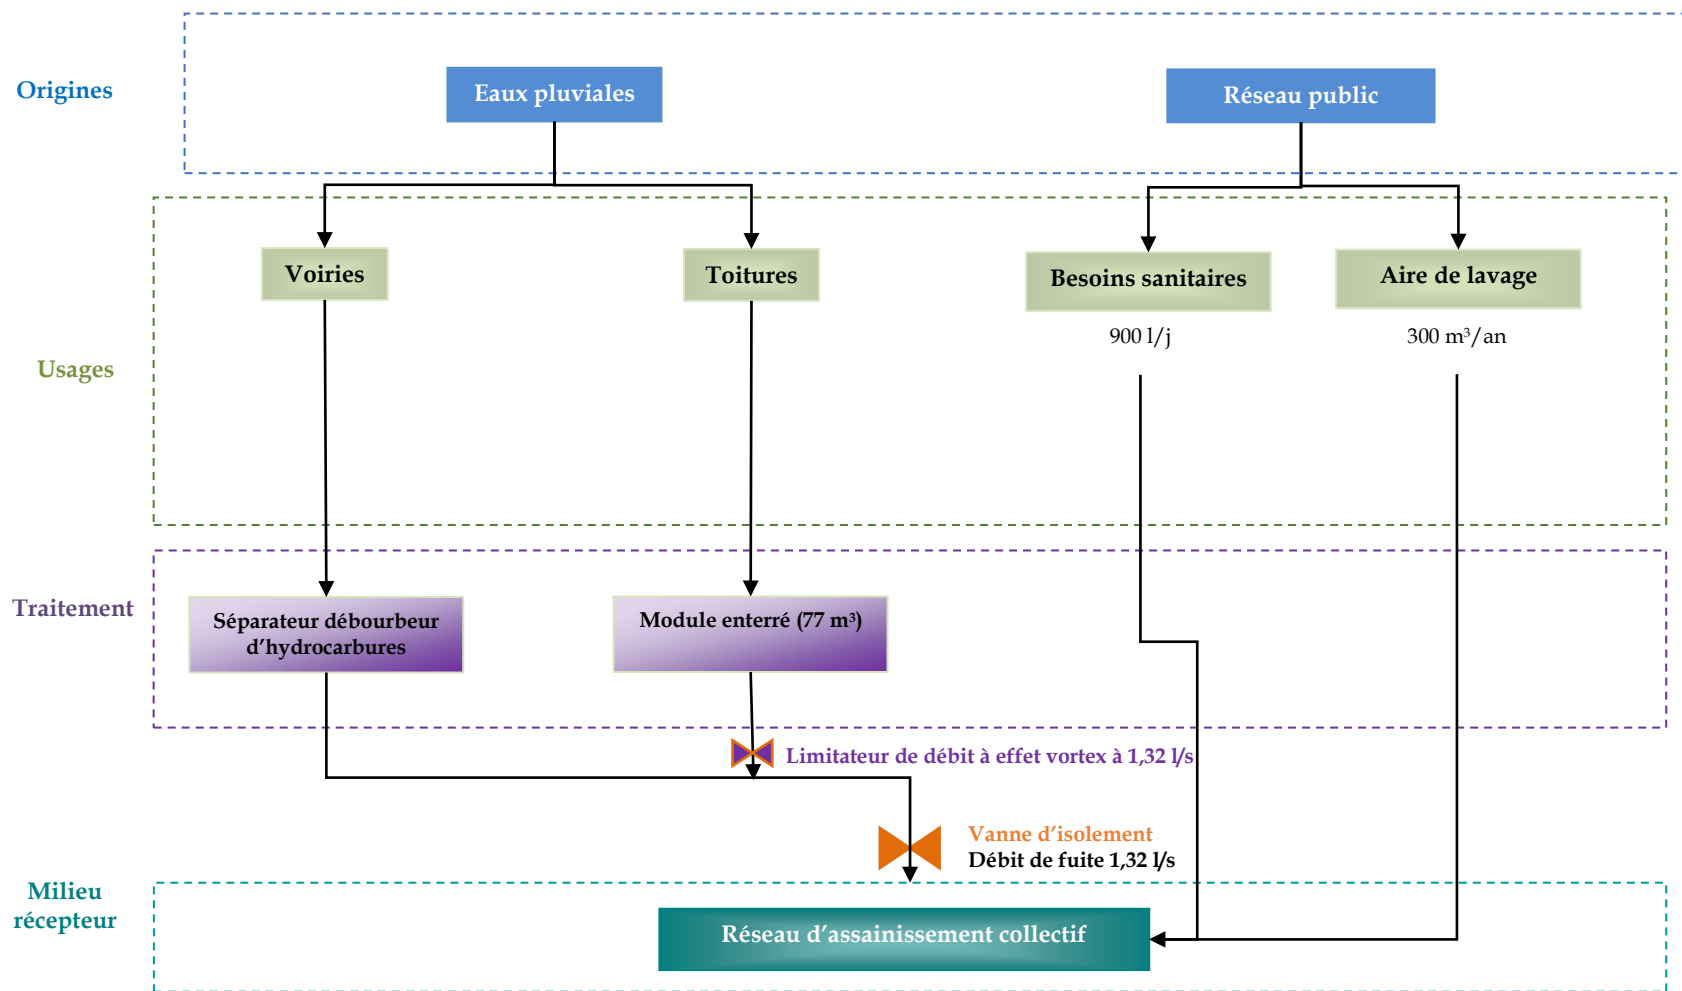 Origines
Eaux pluviales
Réseau public
Voiries
Toitures
Besoins sanitaires
Aire de lavage
900 l/j
300 m³/an
Usages
Traitement
Séparateur débourbeur
d’hydrocarbures
Module enterré (77 m³)
Limitateur de débit à effet vortex à 1,32 l/s
Vanne d’isolement
Débit de fuite 1,32 l/s
Milieu
récepteur
Réseau d’assainissement collectif